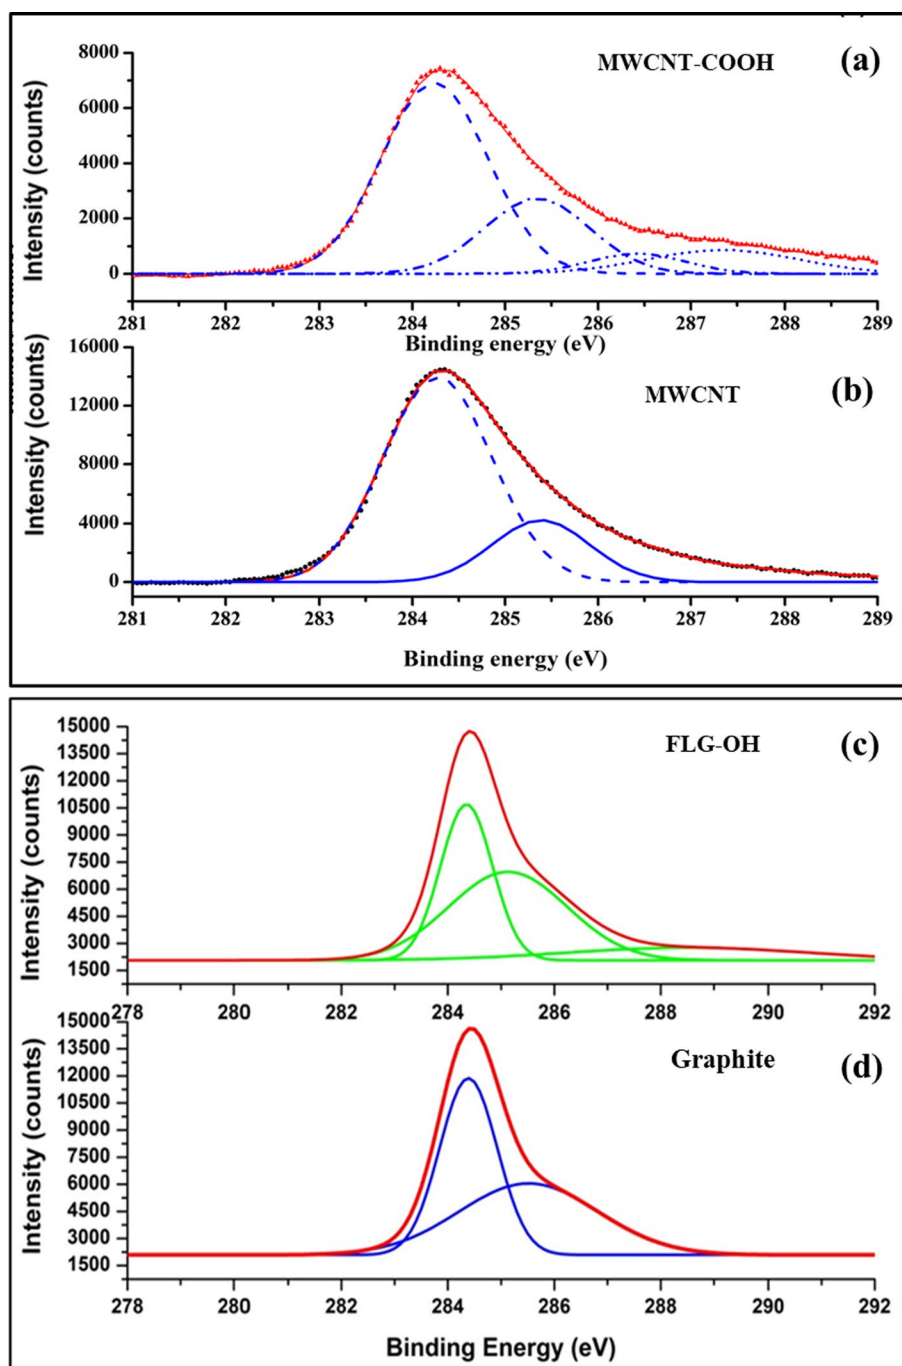 8000
MWCNT-COOH
(a)
6000
4000
2000
0
Intensity (counts)
281 282 283 284 285 286 287 288 289
Binding energy (eV)
16000
MWCNT
(b)
12000
8000
4000
0
Intensity (counts)
281 282 283 284 285 286 287 288 289
Binding energy (eV)
15000
FLG-OH
(c)
13500
12000
10500
9000
7500
6000
4500
3000
1500
Intensity (counts)
278 280 282 284 286 288 290 292
15000
Graphite
(d)
13500
12000
10500
9000
7500
6000
4500
3000
1500
Intensity (counts)
278 280 282 284 286 288 290 292
Binding Energy (eV)